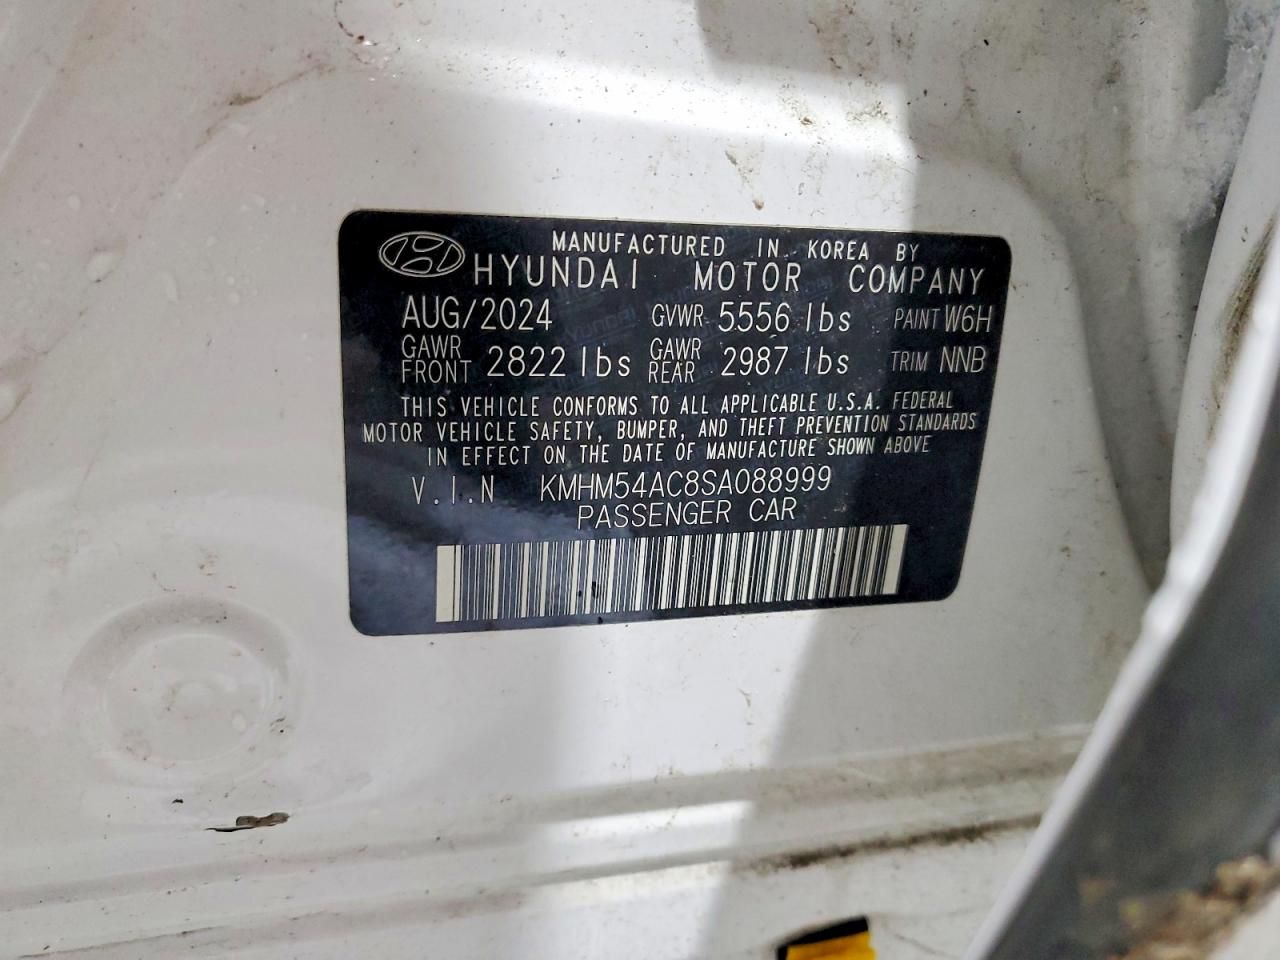 MANUFACTURED IN KOREA BY
HYUNDAI MOTOR COMPANY
AUG/2024 GVWR 5556 lbs PAINT W6H
GAWR FRONT 2822 lbs GAWR REAR 2987 lbs TRIM NNB
THIS VEHICLE CONFORMS TO ALL APPLICABLE U.S.A. FEDERAL
MOTOR VEHICLE SAFETY, BUMPER, AND THEFT PREVENTION STANDARDS
IN EFFECT ON THE DATE OF MANUFACTURE SHOWN ABOVE
V.I.N KMHM54AC8SA088999
PASSENGER CAR